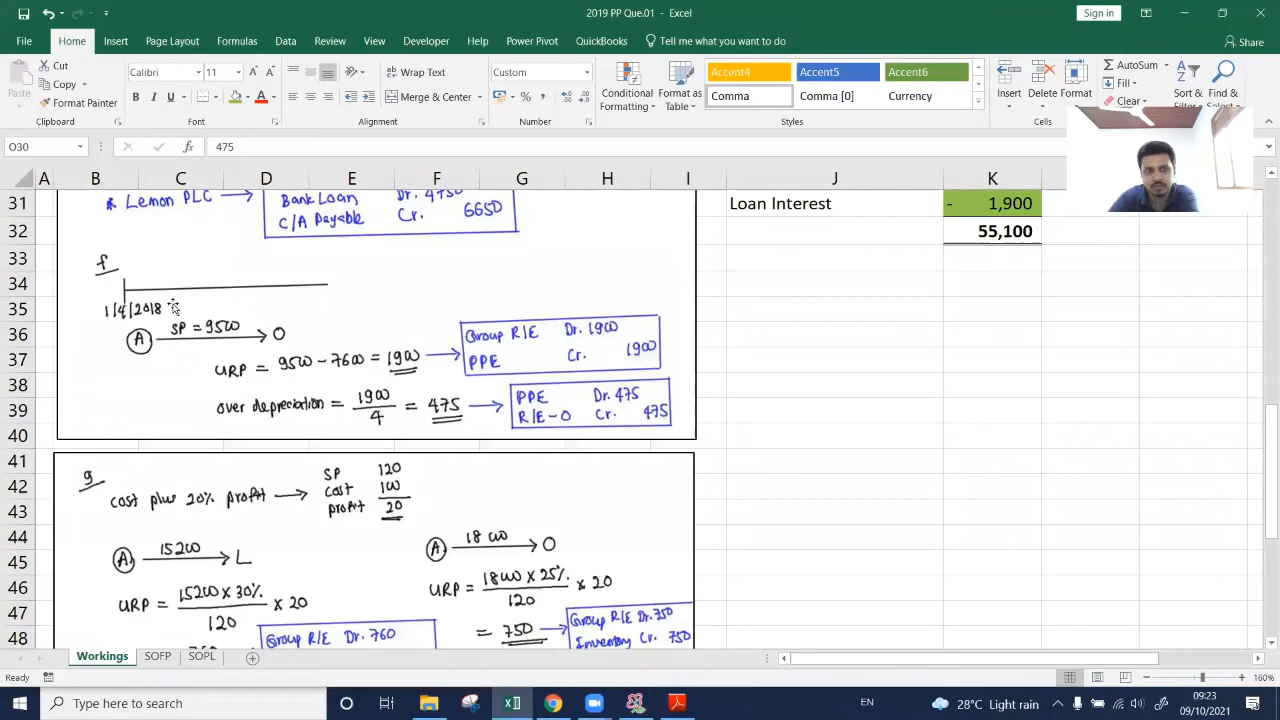 2019 PP Que.01 - Excel
Sign in
File Home Insert Page Layout Formulas Data Review View Developer Help Power Pivot QuickBooks Tell me what you want to do Share
Cut
Copy
Format Painter
Paste
Clipboard
Calibri 11
B I U
Font
Wrap Text
Merge & Center
Alignment
Custom
Number
Conditional Formatting
Format as Table
Accent4 Accent5 Accent6
Comma Comma [0] Currency
Styles
Insert Delete Format
Cells
AutoSum
Fill
Clear
Sort & Filter
Find & Select
O30 fx 475
A B C D E F G H I J K
31 * Lemon PLC → Bank Loan Dr. 4750
C/A Payable Cr. 6650
Loan Interest - 1,900
32 55,100
33 f
34
35 1/4/2018
36 A SP = 9500 → O
Group R/E Dr. 1900
37 URP = 9500 - 7600 = 1900 → PPE Cr. 1900
38
39 over depreciation = 1900/4 = 475 → PPE Dr. 475
R/E-O Cr. 475
40
41 g
42 cost plus 20% profit → SP 120
cost 100
43 profit 20
44 A 15200 → L
A 18000 → O
45
46 URP = 15200 x 30% / 120 x 20
URP = 18000 x 25% / 120 x 20
47
48 Group R/E Dr. 760
= 750 → Group R/E Dr. 750
Inventory Cr. 750
Workings SOFP SOPL
Ready 160%
Type here to search
EN 28°C Light rain 09:23
09/10/2021